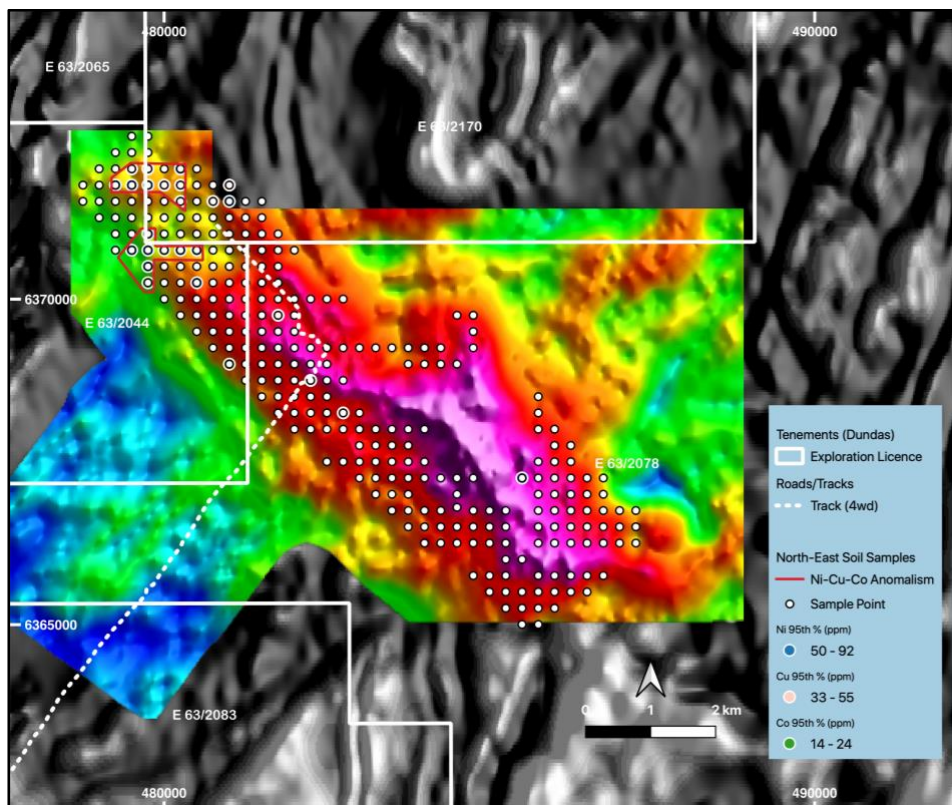 480000
490000
E 63/2065
E 63/2170
6370000
E 63/2044
E 63/2078
6365000
E 63/2083
480000
490000
0 1 2 km
Tenements (Dundas)
Exploration Licence
Roads/Tracks
Track (4wd)
North-East Soil Samples
Ni-Cu-Co Anomalism
Sample Point
Ni 95th % (ppm)
50 - 92
Cu 95th % (ppm)
33 - 55
Co 95th % (ppm)
14 - 24